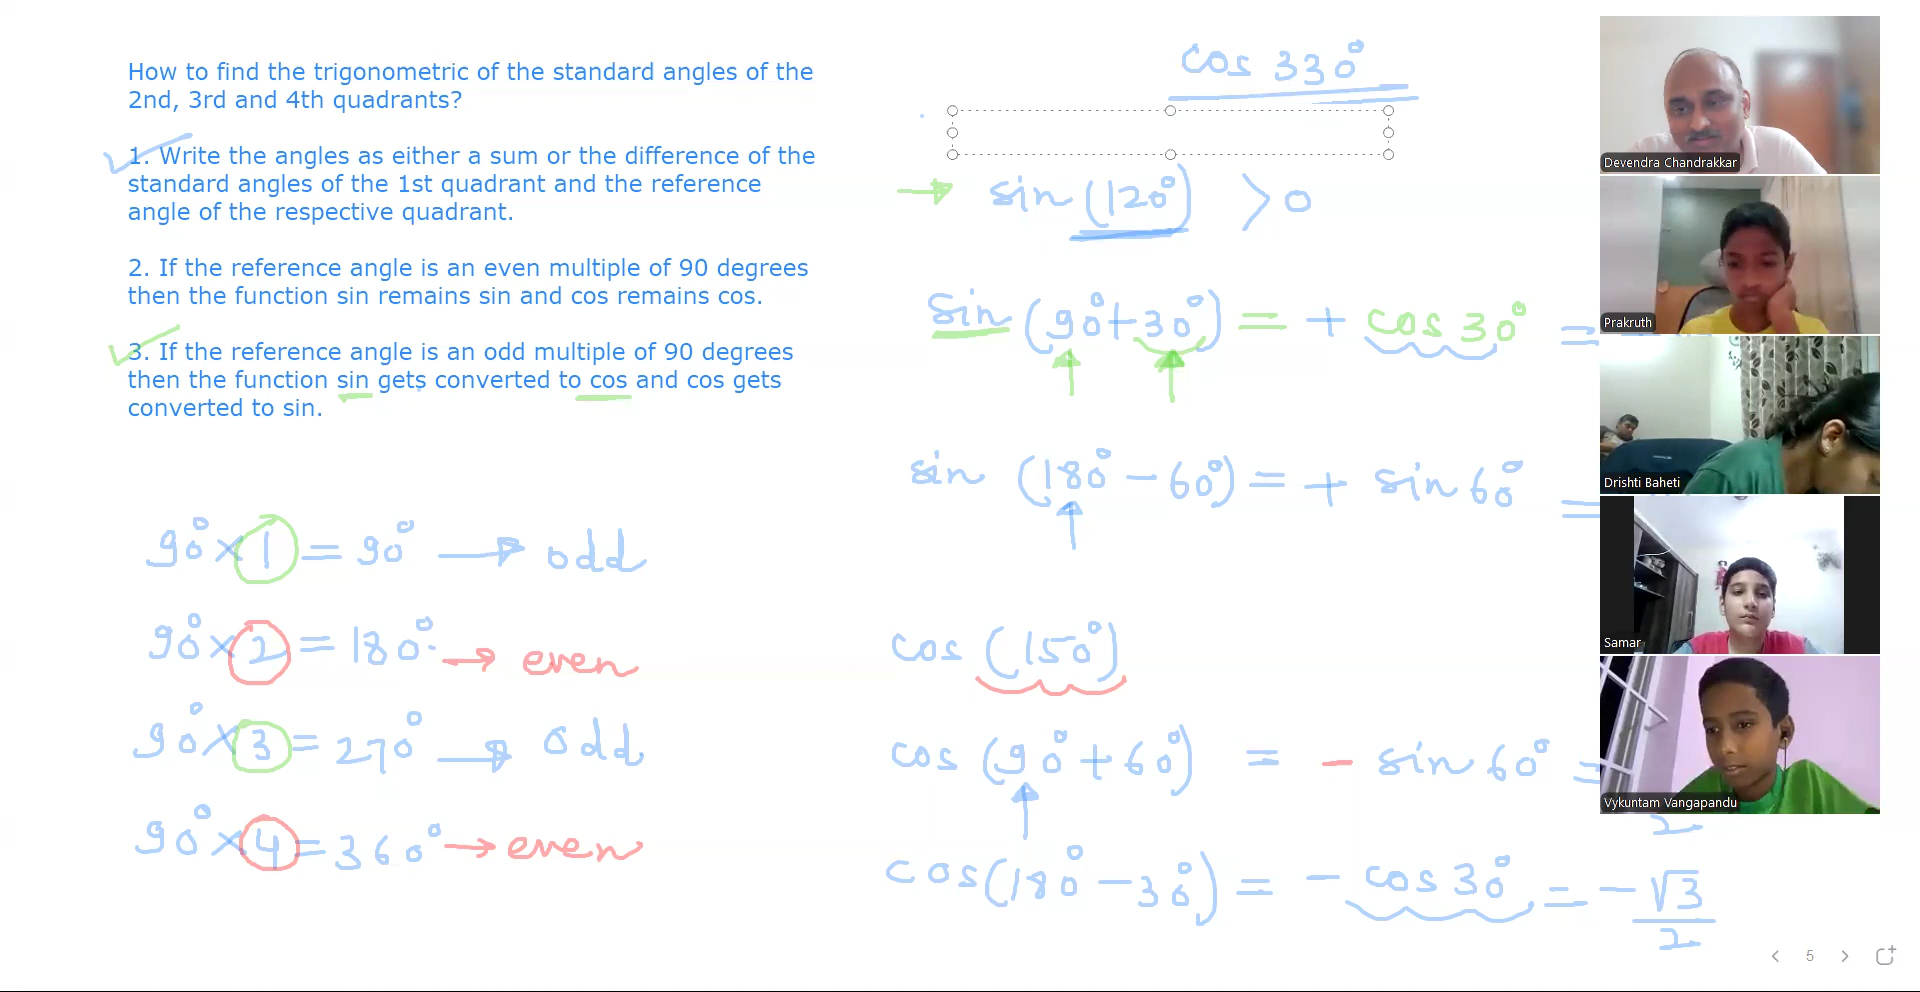 How to find the trigonometric of the standard angles of the
2nd, 3rd and 4th quadrants?
1. Write the angles as either a sum or the difference of the
standard angles of the 1st quadrant and the reference
angle of the respective quadrant.
2. If the reference angle is an even multiple of 90 degrees
then the function sin remains sin and cos remains cos.
3. If the reference angle is an odd multiple of 90 degrees
then the function sin gets converted to cos and cos gets
converted to sin.
90° × 1 = 90° → odd
90° × 2 = 180° → even
90° × 3 = 270° → odd
90° × 4 = 360° → even
cos 330°
→ sin (120°) > 0
sin (90° + 30°) = + cos 30° =
sin (180° - 60°) = + sin 60° =
cos (150°)
cos (90° + 60°) = - sin 60° =
2
cos (180° - 30°) = - cos 30° = - √3
2
Devendra Chandrakkar
Prakruth
Drishti Baheti
Samar
Vykuntam Vangapandu
5